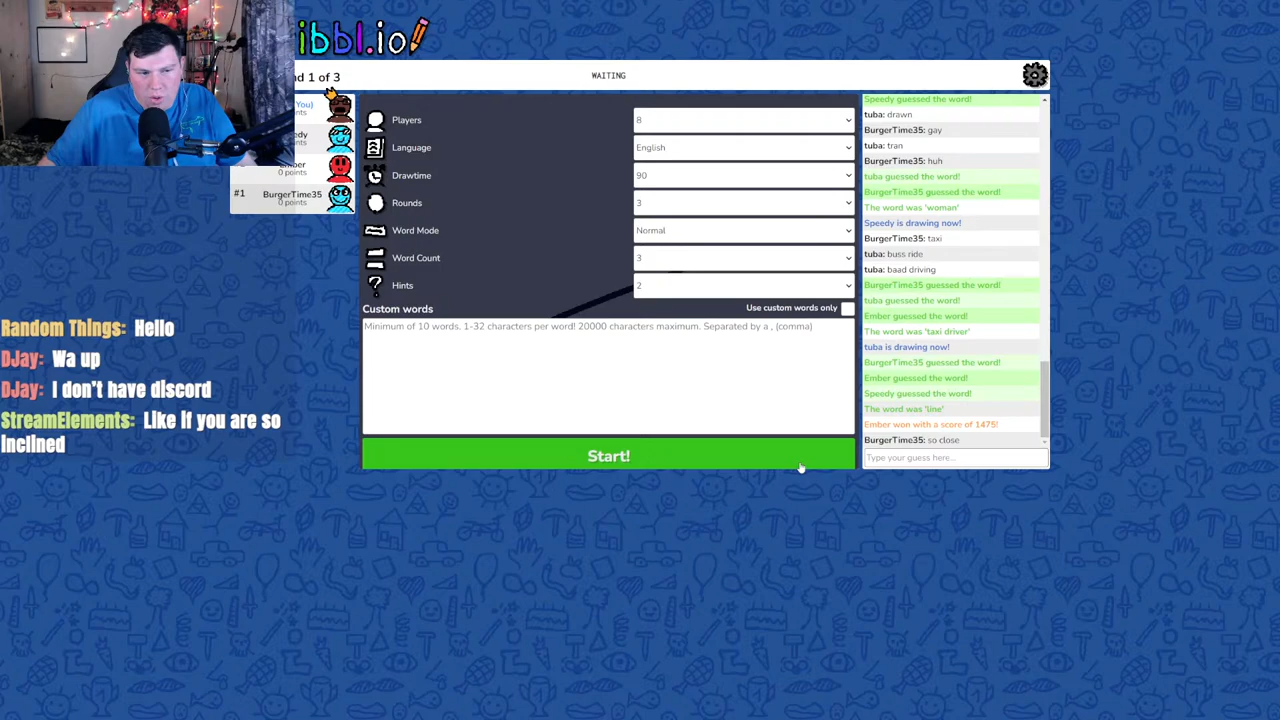 ibbl.io
nd 1 of 3
WAITING
You)
nts
edy
nts
mber
0 points
#1 BurgerTime35
0 points
Players 8
Language English
Drawtime 90
Rounds 3
Word Mode Normal
Word Count 3
Hints 2
Custom words Use custom words only
Minimum of 10 words. 1-32 characters per word! 20000 characters maximum. Separated by a , (comma)
Start!
Speedy guessed the word!
tuba: drawn
BurgerTime35: gay
tuba: tran
BurgerTime35: huh
tuba guessed the word!
BurgerTime35 guessed the word!
The word was 'woman'
Speedy is drawing now!
BurgerTime35: taxi
tuba: buss ride
tuba: baad driving
BurgerTime35 guessed the word!
tuba guessed the word!
Ember guessed the word!
The word was 'taxi driver'
tuba is drawing now!
BurgerTime35 guessed the word!
Ember guessed the word!
Speedy guessed the word!
The word was 'line'
Ember won with a score of 1475!
BurgerTime35: so close
Type your guess here...
Random Things: Hello
DJay: Wa up
DJay: I don't have discord
StreamElements: Like if you are so
inclined